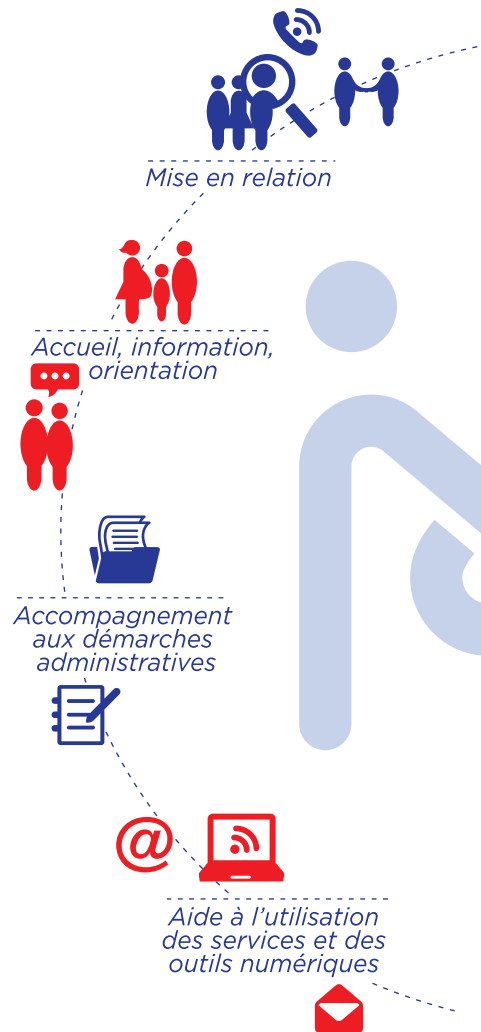 Mise en relation
Accueil, information,
orientation
Accompagnement
aux démarches
administratives
@
Aide à l’utilisation
des services et des
outils numériques